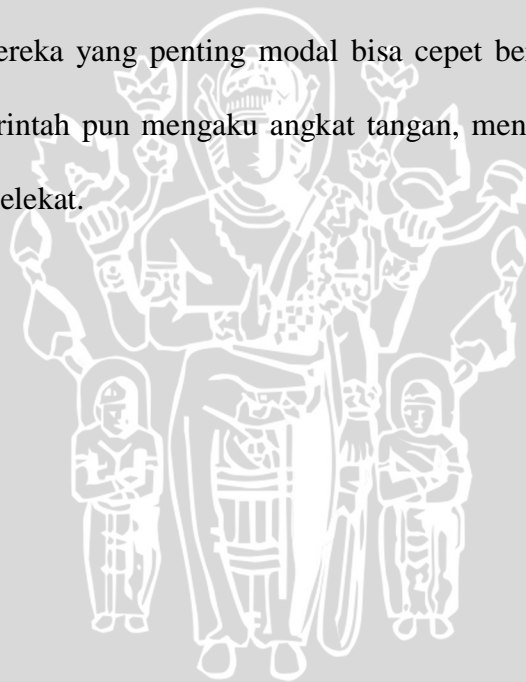 ereka yang penting modal bisa cepet be
rintah pun mengaku angkat tangan, men
elekat.